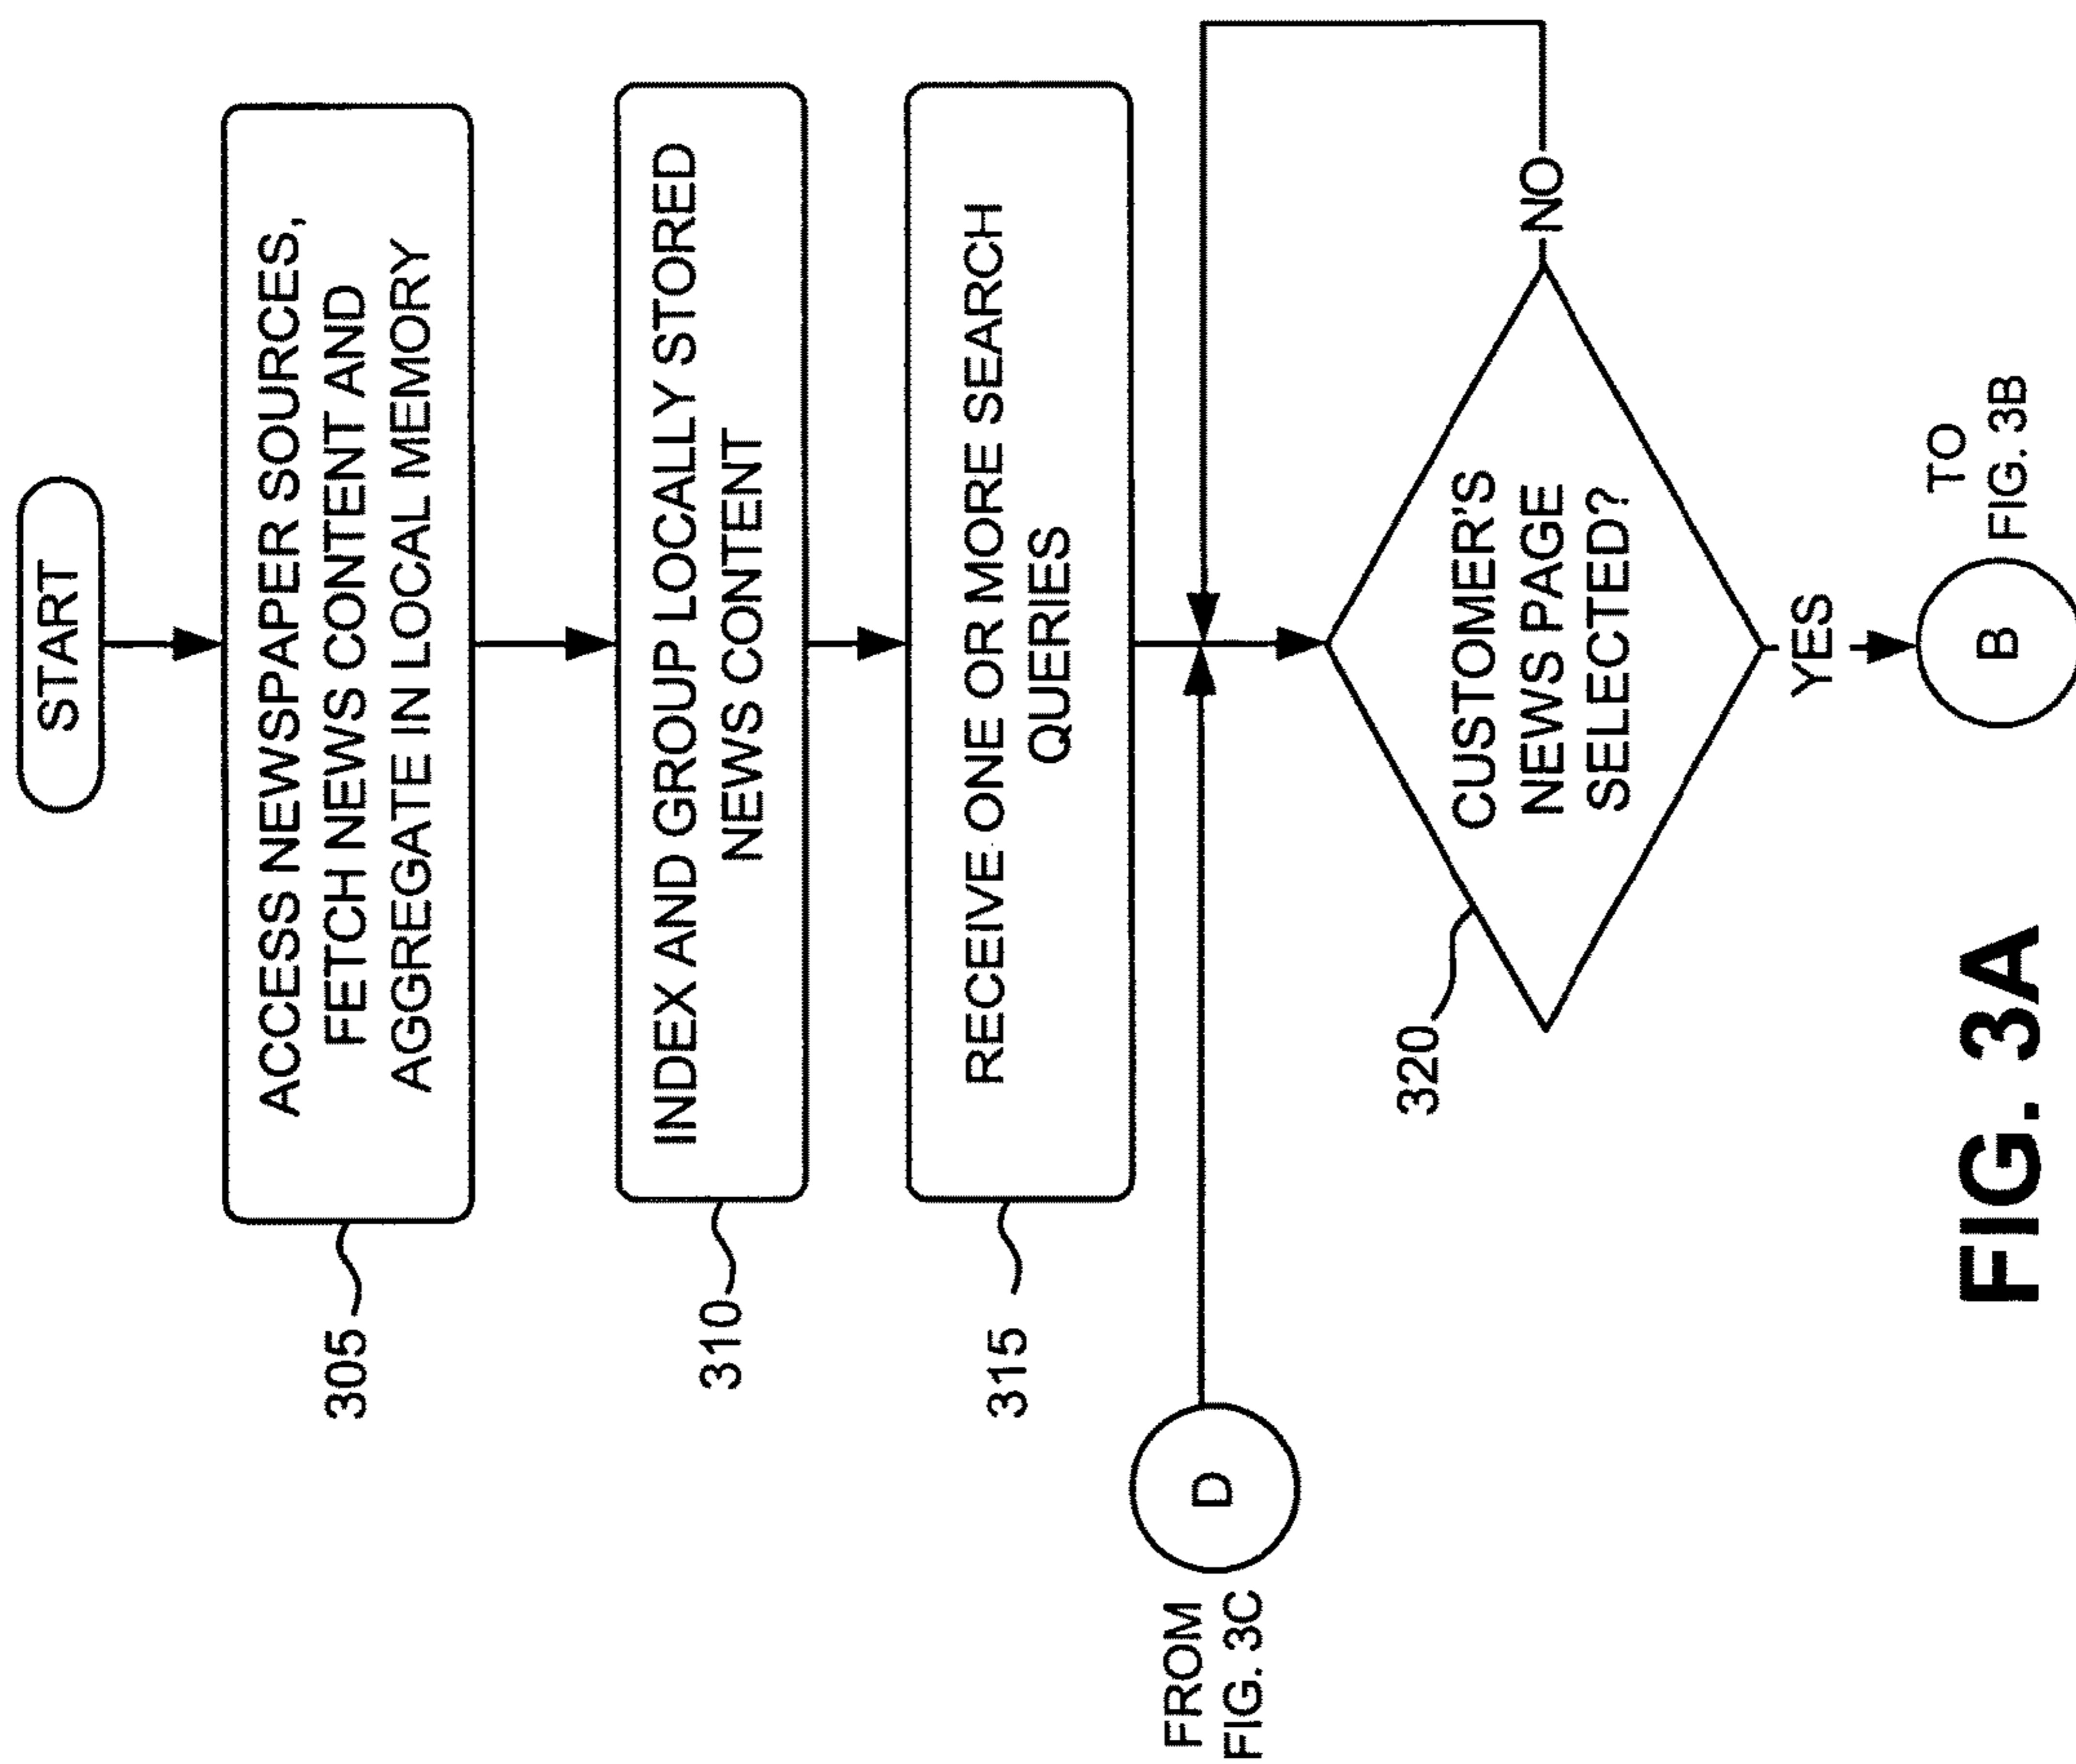 START
ACCESS NEWSPAPER SOURCES,
FETCH NEWS CONTENT AND
AGGREGATE IN LOCAL MEMORY
305
INDEX AND GROUP LOCALLY STORED
NEWS CONTENT
310
RECEIVE ONE OR MORE SEARCH
QUERIES
315
FROM
FIG. 3C
D
320
CUSTOMER'S
NEWS PAGE
SELECTED?
NO
YES
B
TO
FIG. 3B
FIG. 3A